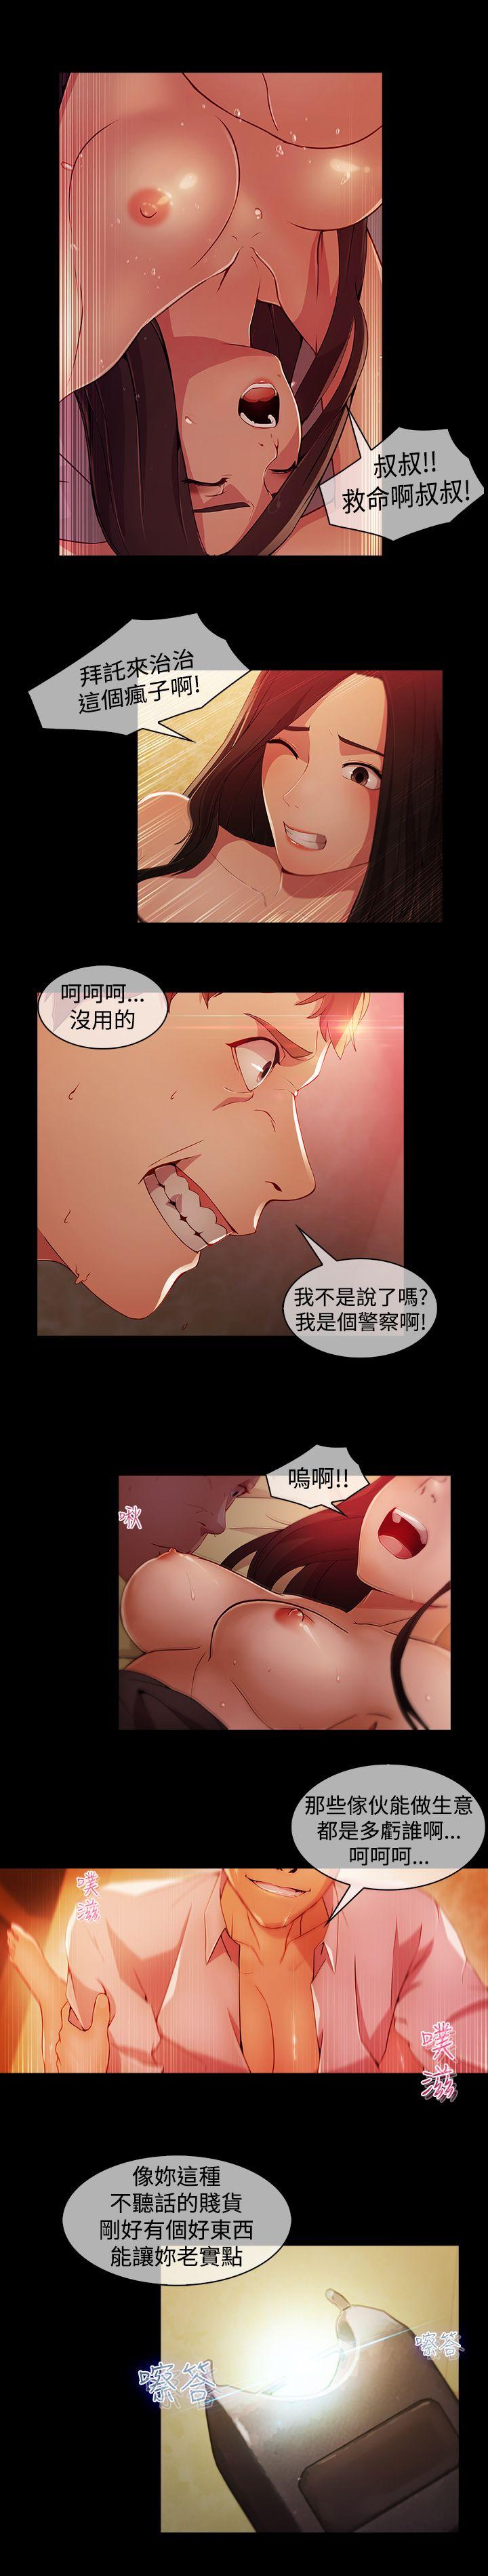 叔叔!!
救命啊叔叔!
拜託來治治
這個瘋子啊!
呵呵呵...
沒用的
我不是說了嗎?
我是個警察啊!
嗚啊!!
啾
那些傢伙能做生意
都是多虧誰啊...
呵呵呵...
噗滋
噗滋
像妳這種
不聽話的賤貨
剛好有個好東西
能讓妳老實點
嚓答
嚓答